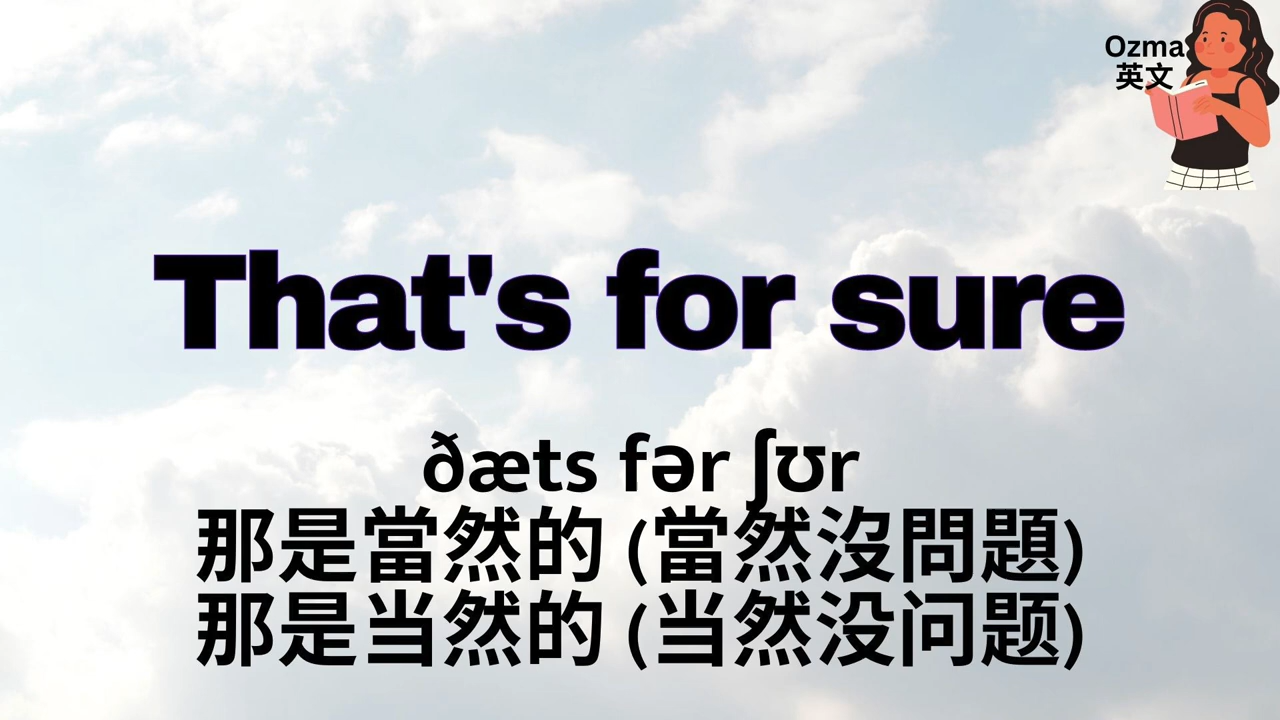 Ozma
英文
That's for sure
ðæts fər ʃʊr
那是當然的 (當然沒問題)
那是当然的 (当然没问题)